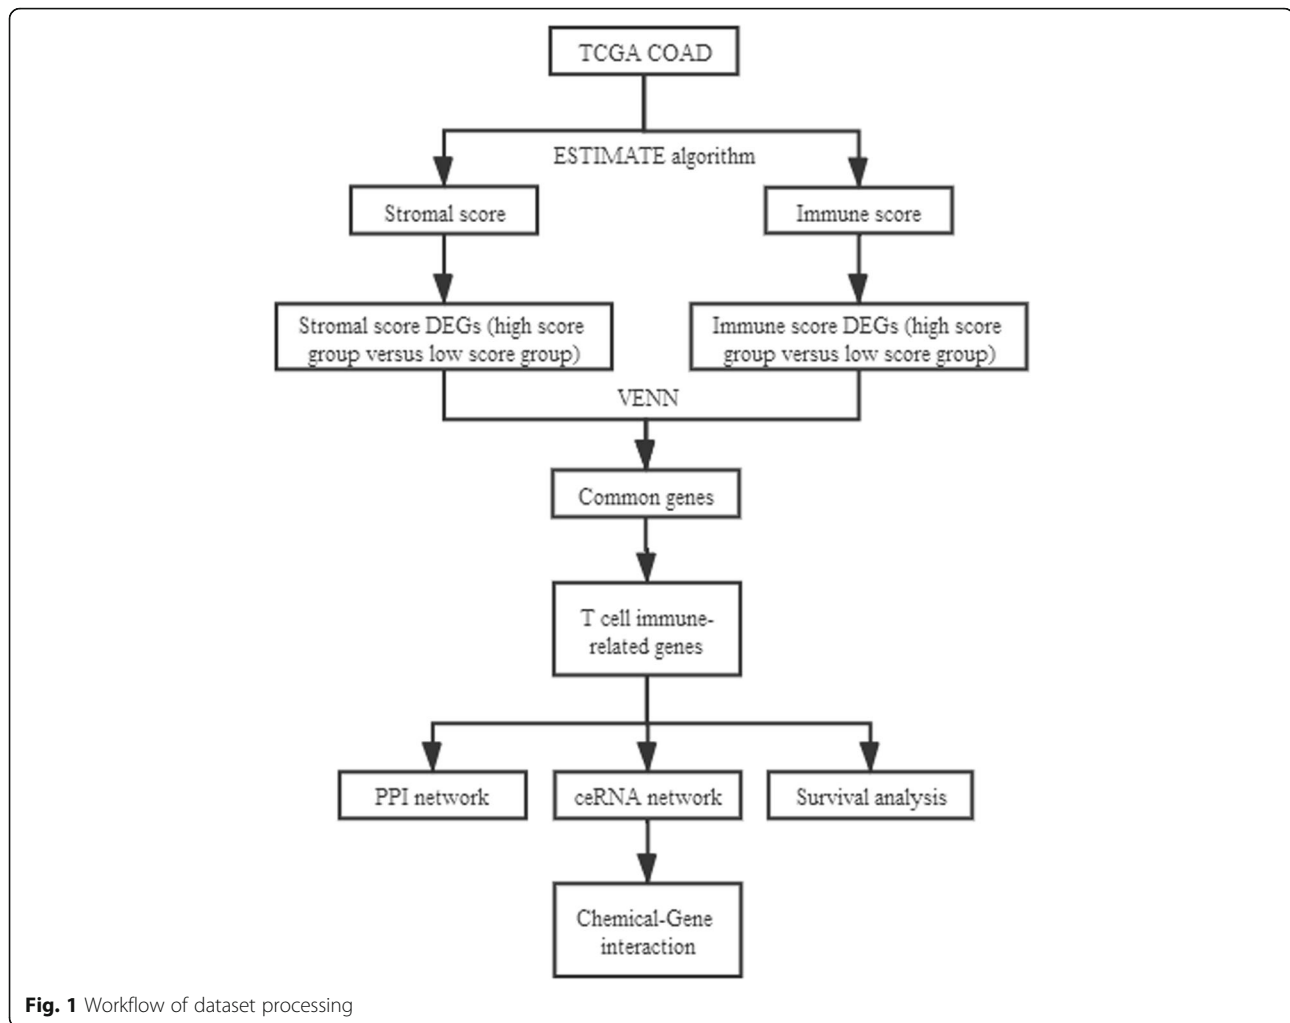 TCGA COAD
ESTIMATE algorithm
Stromal score
Immune score
Stromal score DEGs (high score
group versus low score group)
Immune score DEGs (high score
group versus low score group)
VENN
Common genes
T cell immune-
related genes
PPI network
ceRNA network
Survival analysis
Chemical-Gene
interaction
Fig. 1 Workflow of dataset processing